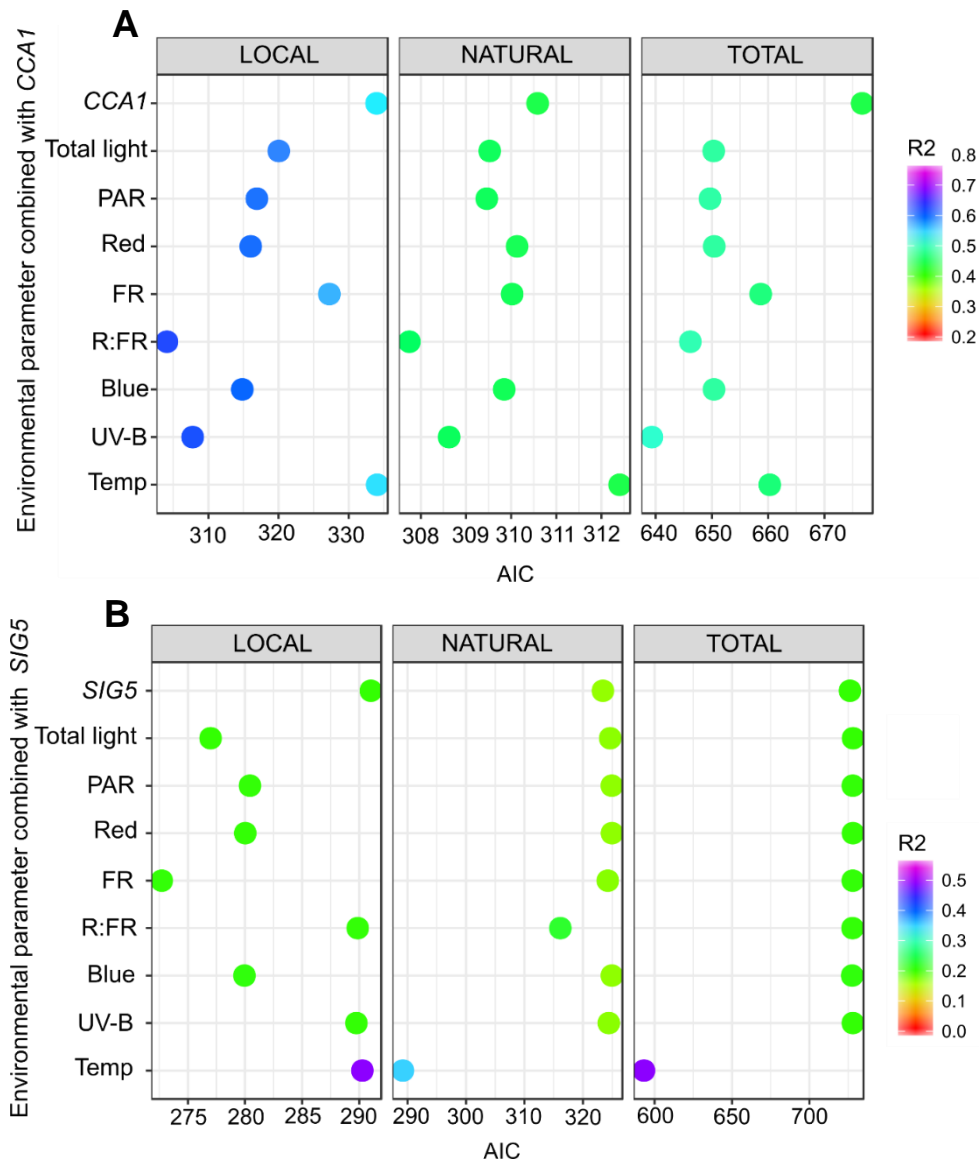 A
LOCAL NATURAL TOTAL
Environmental parameter combined with CCA1
CCA1
Total light
PAR
Red
FR
R:FR
Blue
UV-B
Temp
310 320 330 308 309 310 311 312 640 650 660 670
AIC
R2
0.8
0.7
0.6
0.5
0.4
0.3
0.2
B
LOCAL NATURAL TOTAL
Environmental parameter combined with SIG5
SIG5
Total light
PAR
Red
FR
R:FR
Blue
UV-B
Temp
275 280 285 290 290 300 310 320 600 650 700
AIC
R2
0.5
0.4
0.3
0.2
0.1
0.0